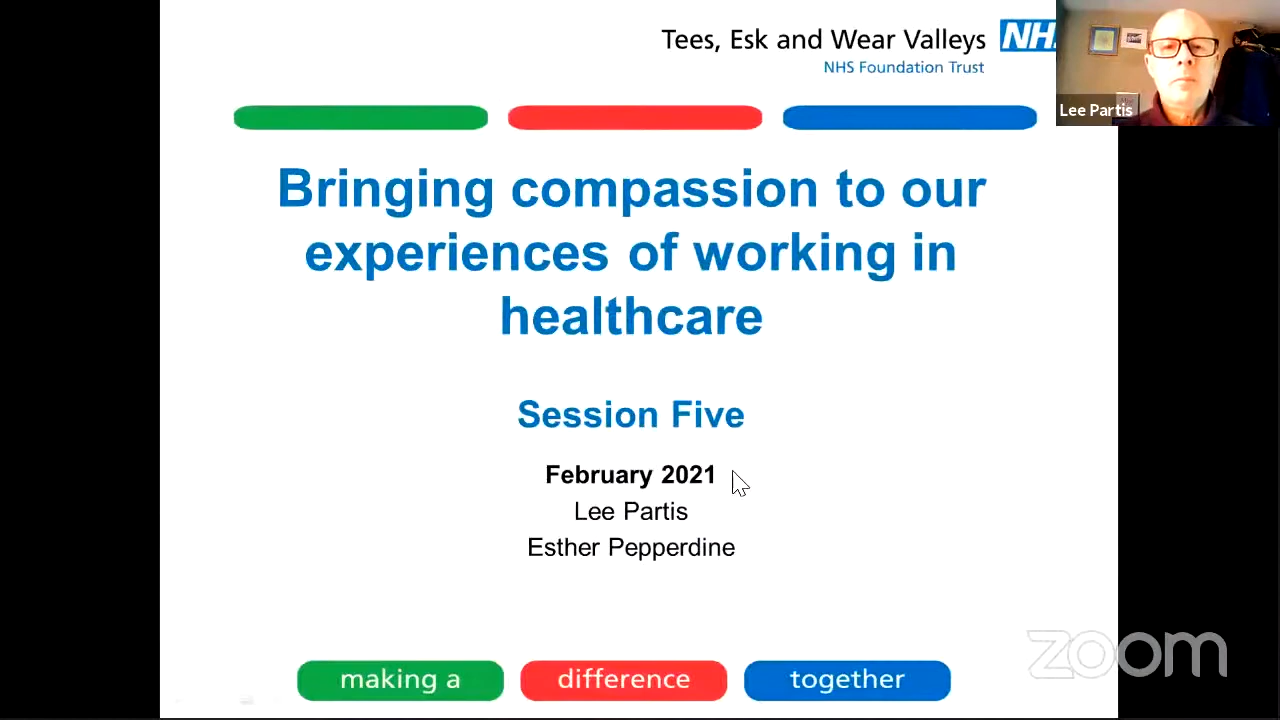 Tees, Esk and Wear Valleys
NHS Foundation Trust
Lee Partis
Bringing compassion to our
experiences of working in
healthcare
Session Five
February 2021
Lee Partis
Esther Pepperdine
zoom
making a difference together